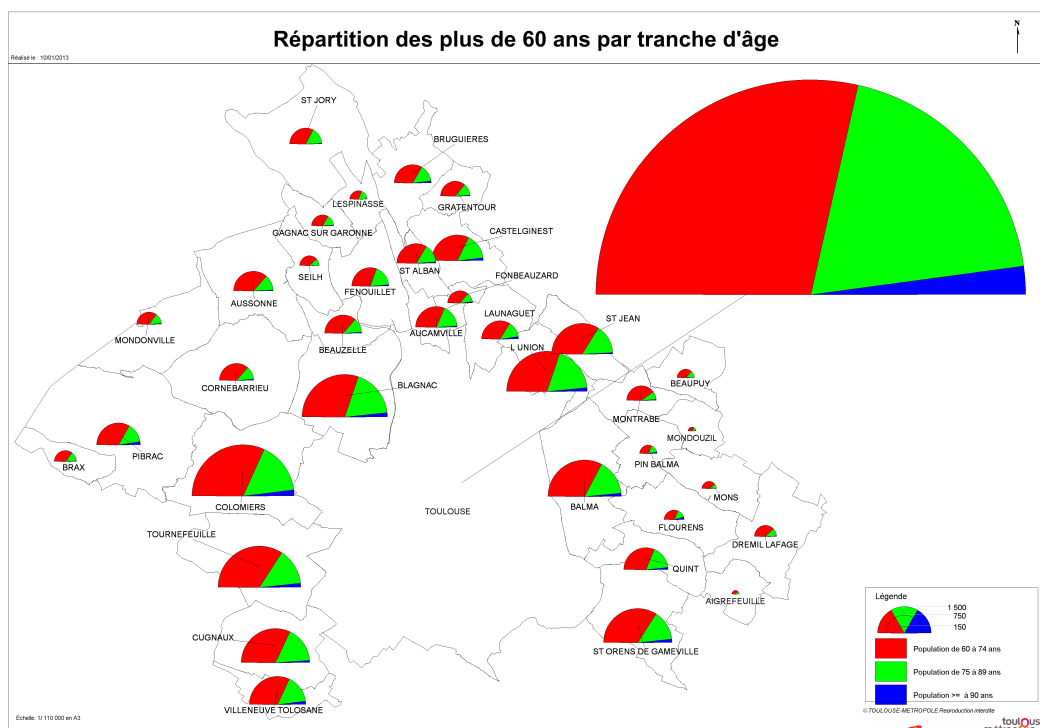 Répartition des plus de 60 ans par tranche d'âge
N
Réalisé le : 10/01/2013
ST JORY
BRUGUIERES
LESPINASSE
GRATENTOUR
GAGNAC SUR GARONNE
CASTELGINEST
ST ALBAN
SEILH
FONBEAUZARD
FENOUILLET
AUSSONNE
LAUNAGUET
ST JEAN
AUCAMVILLE
MONDONVILLE
BEAUZELLE
L UNION
BEAUPUY
CORNEBARRIEU
BLAGNAC
MONTRABE
MONDOUZIL
PIBRAC
BRAX
PIN BALMA
MONS
COLOMIERS
BALMA
TOULOUSE
FLOURENS
TOURNEFEUILLE
DREMIL LAFAGE
QUINT
AIGREFEUILLE
CUGNAUX
ST ORENS DE GAMEVILLE
VILLENEUVE TOLOSANE
Légende
1 500
750
150
Population de 60 à 74 ans
Population de 75 à 89 ans
Population >= à 90 ans
© TOULOUSE-METROPOLE Reproduction interdite
Échelle: 1/ 110 000 en A3